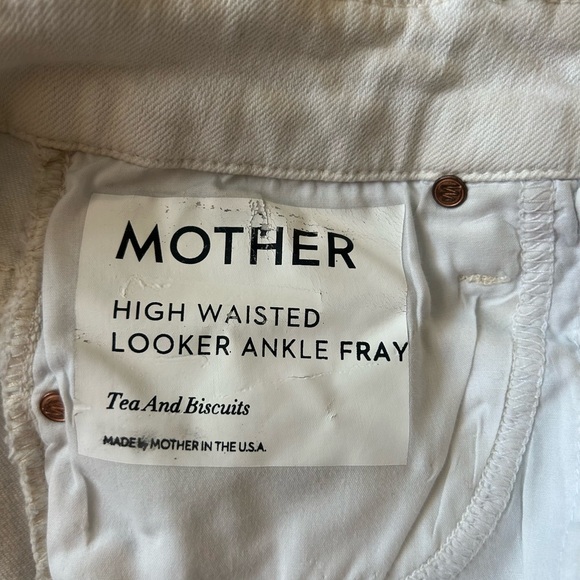 MOTHER
HIGH WAISTED
LOOKER ANKLE FRAY
Tea And Biscuits
MADE by MOTHER IN THE U.S.A.